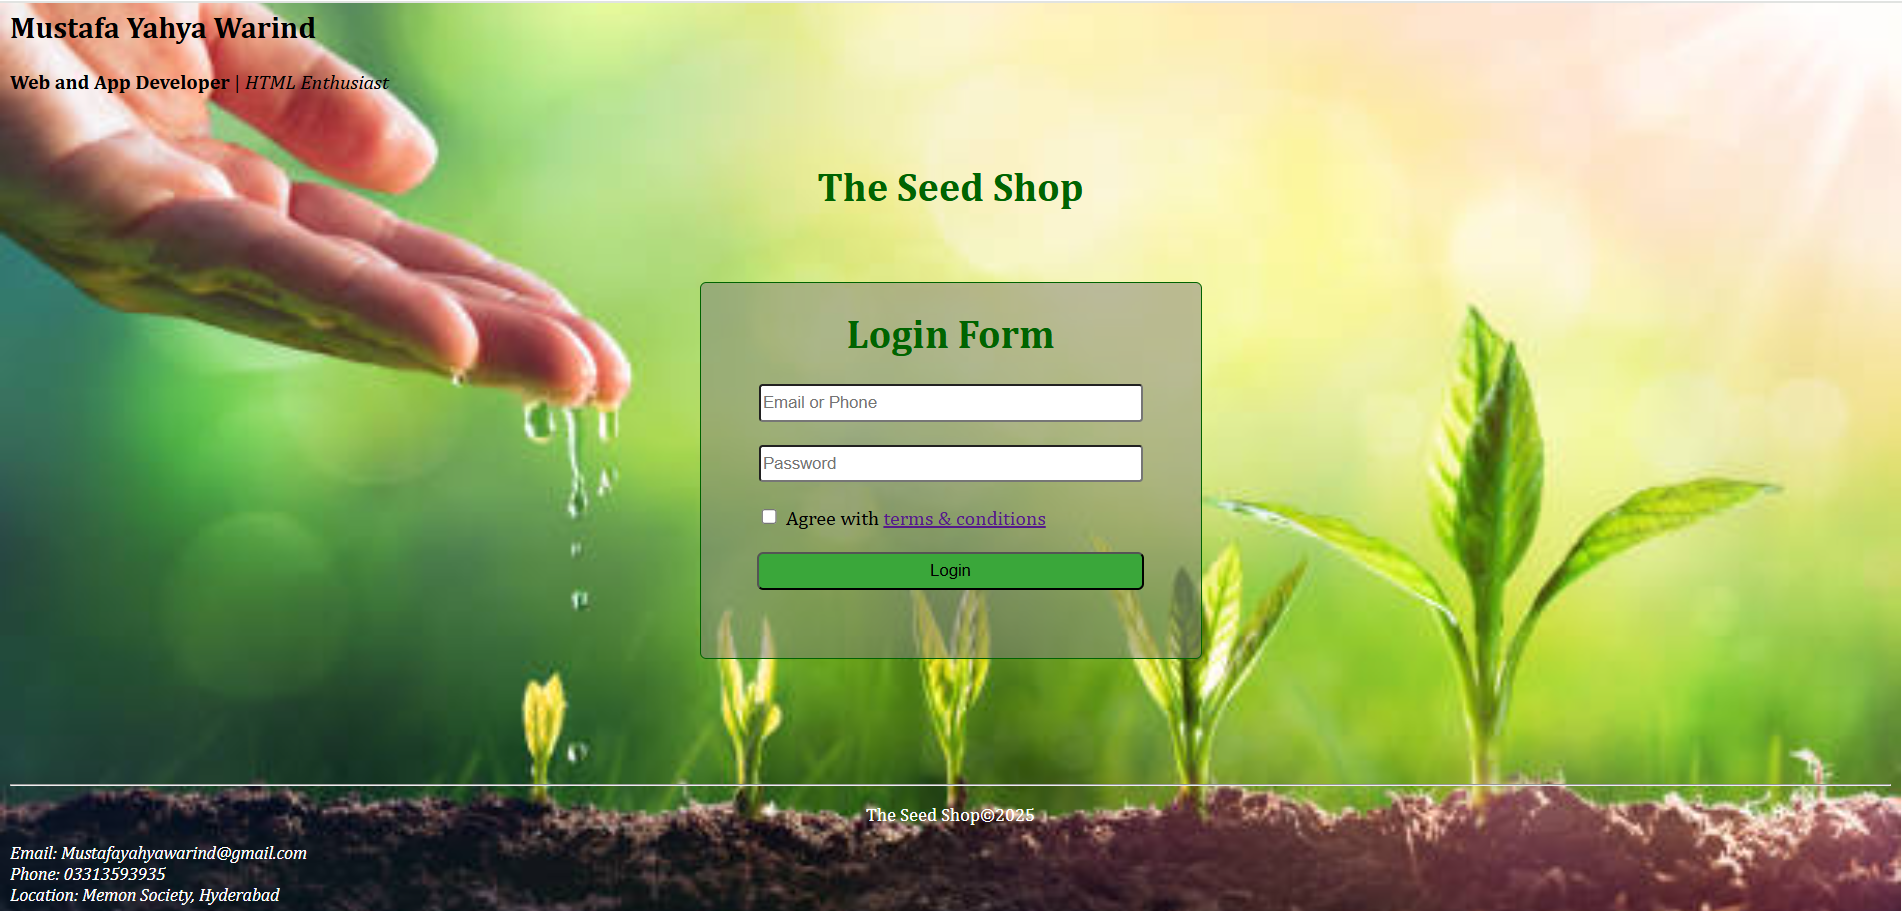 Mustafa Yahya Warind
Web and App Developer | HTML Enthusiast
The Seed Shop
Login Form
Email or Phone
Password
Agree with terms & conditions
Login
The Seed Shop©2025
Email: Mustafayahyawarind@gmail.com
Phone: 03313593935
Location: Memon Society, Hyderabad